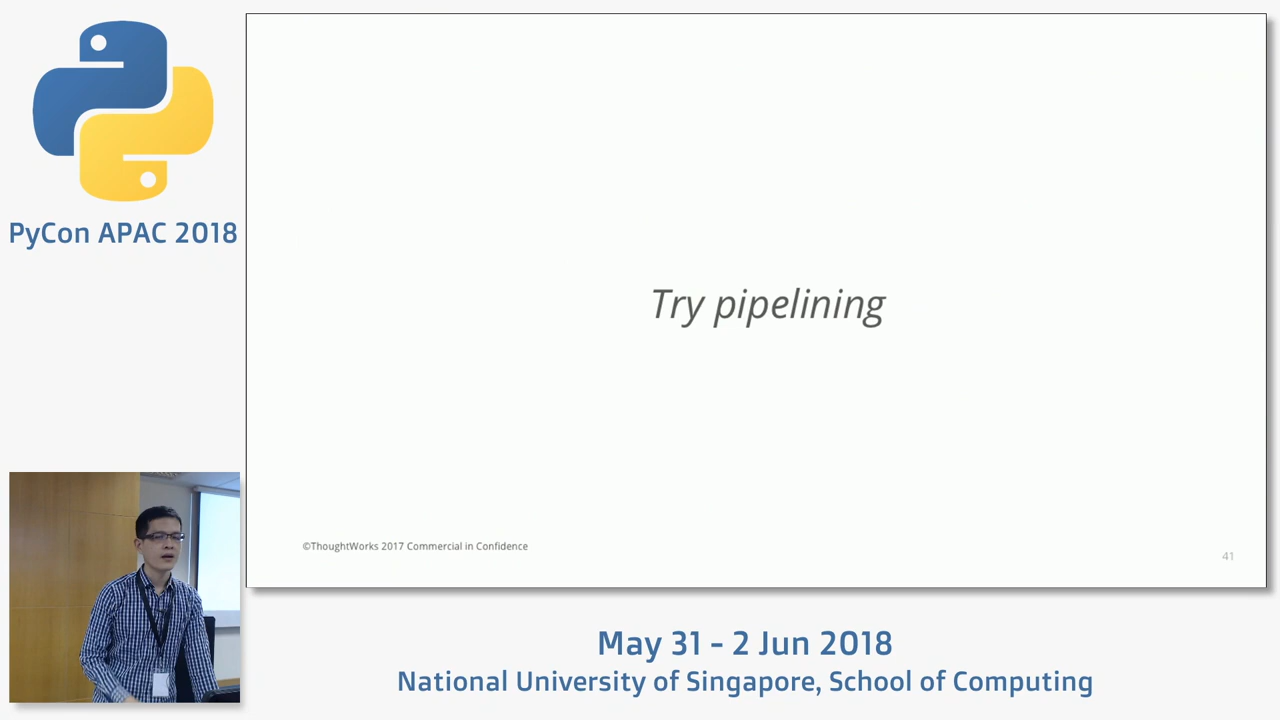 PyCon APAC 2018
Try pipelining
©ThoughtWorks 2017 Commercial in Confidence
41
May 31 - 2 Jun 2018
National University of Singapore, School of Computing